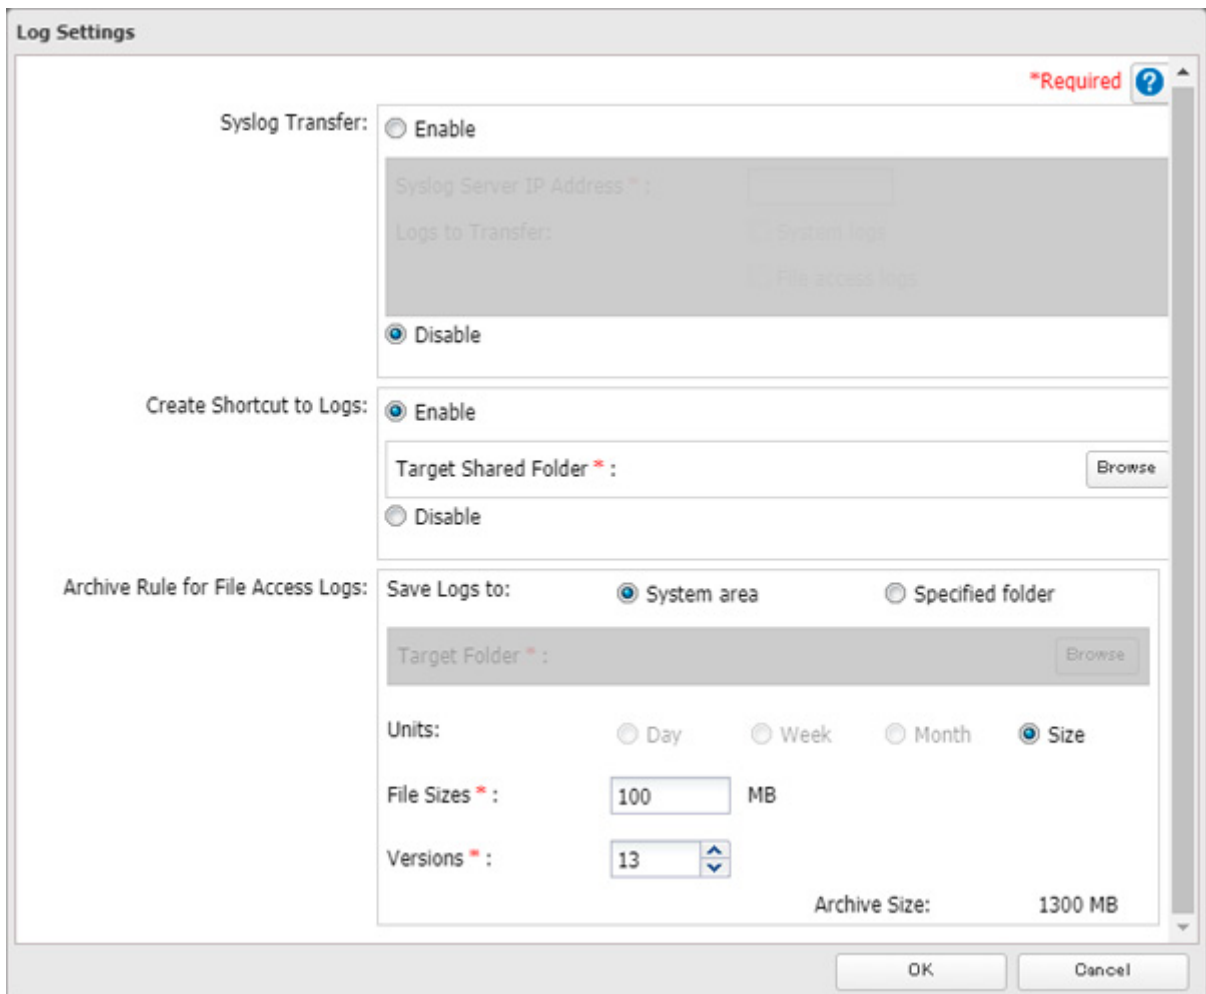 Log Settings
*Required ?
Syslog Transfer: Enable
Syslog Server IP Address * :
Logs to Transfer: System logs
File access logs
Disable
Create Shortcut to Logs: Enable
Target Shared Folder * : Browse
Disable
Archive Rule for File Access Logs: Save Logs to: System area Specified folder
Target Folder * : Browse
Units: Day Week Month Size
File Sizes * : 100 MB
Versions * : 13
Archive Size: 1300 MB
OK Cancel